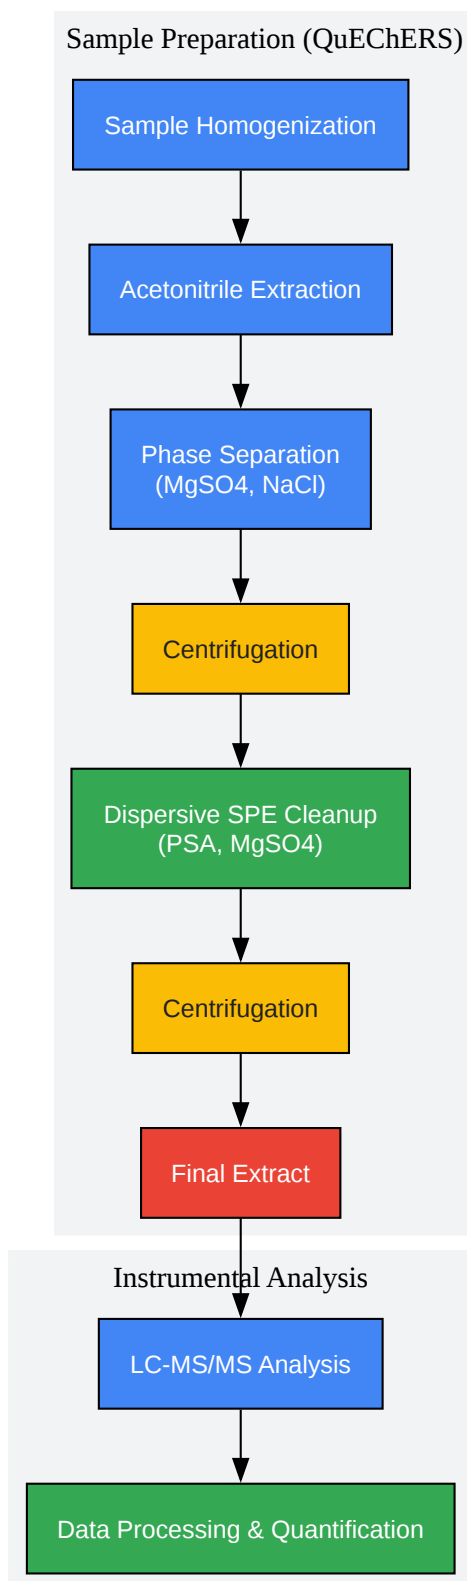 Sample Preparation (QuEChERS)
Sample Homogenization
Acetonitrile Extraction
Phase Separation
(MgSO4, NaCl)
Centrifugation
Dispersive SPE Cleanup
(PSA, MgSO4)
Centrifugation
Final Extract
Instrumental Analysis
LC-MS/MS Analysis
Data Processing & Quantification